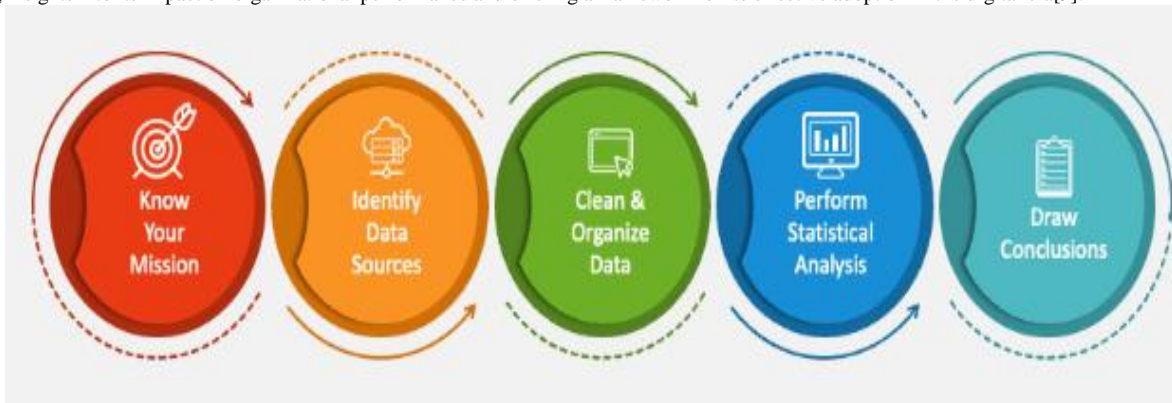 Know
Your
Mission
Identify
Data
Sources
Clean &
Organize
Data
Perform
Statistical
Analysis
Draw
Conclusions